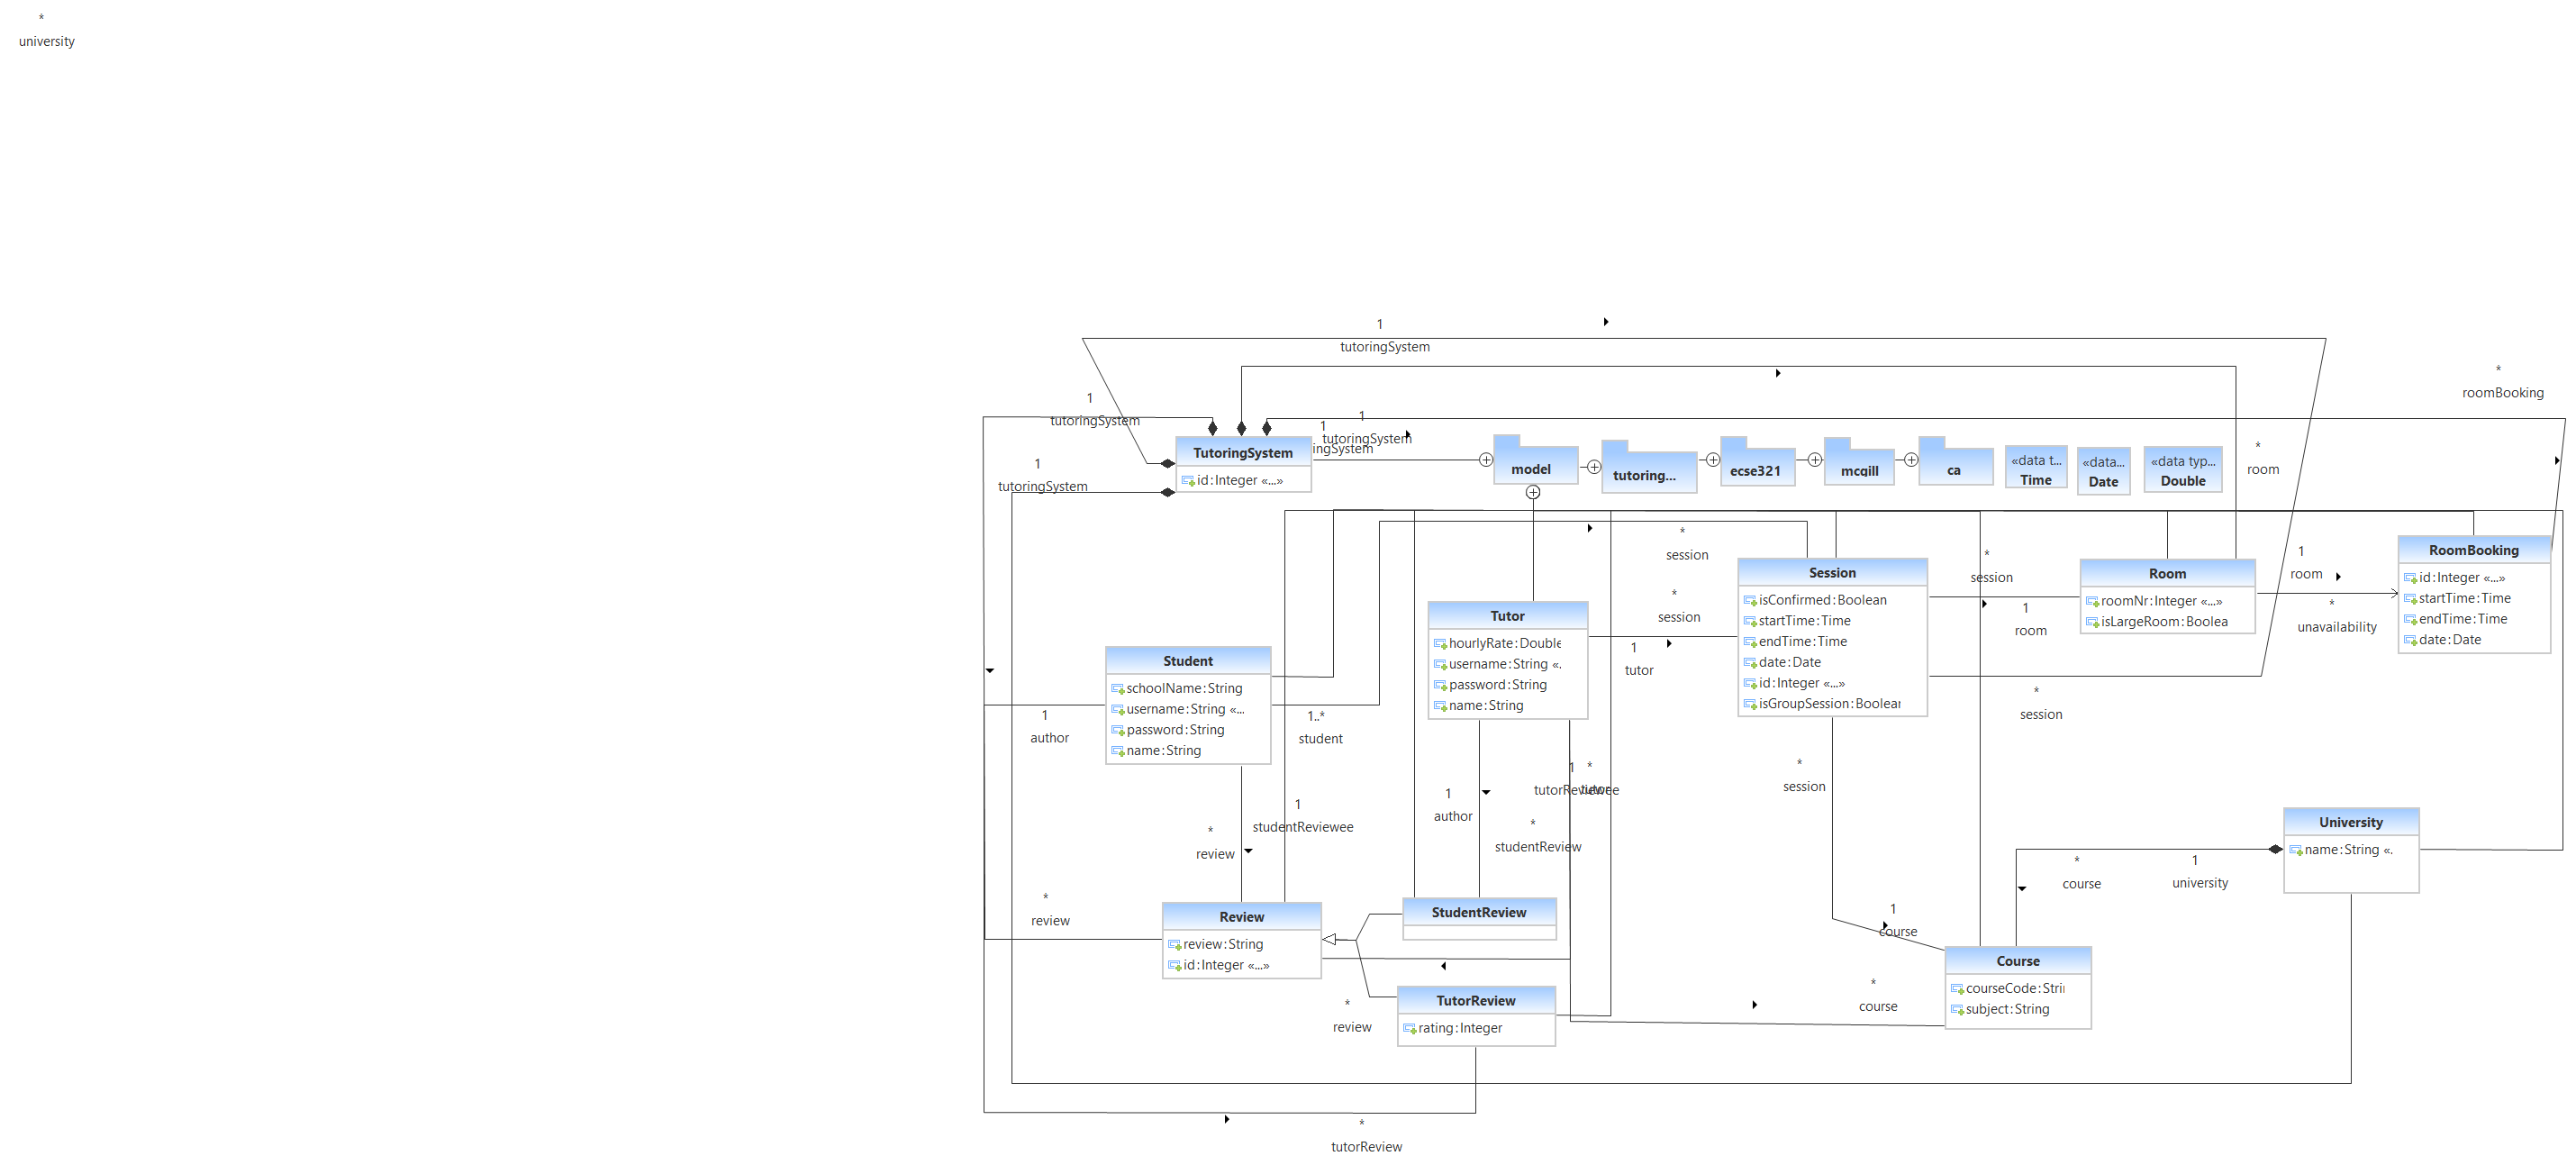 *
university
1
tutoringSystem
*
roomBooking
1
tutoringSystem
1
tutoringSystem
1
ingSystem
1
tutoringSystem
TutoringSystem
id:Integer «...»
model
tutoring...
ecse321
mcgill
ca
«data t...
Time
«data...
Date
«data typ...
Double
*
room
*
session
*
session
*
session
1
room
1
room
*
unavailability
RoomBooking
id:Integer «...»
startTime:Time
endTime:Time
date:Date
Session
isConfirmed:Boolean
startTime:Time
endTime:Time
date:Date
id:Integer «...»
isGroupSession:Boolear
Room
roomNr:Integer «...»
isLargeRoom:Boolea
Tutor
hourlyRate:Double
username:String «.
password:String
name:String
1
tutor
Student
schoolName:String
username:String «...
password:String
name:String
1
author
1..*
student
*
session
*
session
1
tutorReviewee
*
tutor
1
author
*
studentReview
1
studentReviewee
*
review
University
name:String «.
*
course
1
university
*
review
Review
review:String
id:Integer «...»
StudentReview
1
course
Course
courseCode:Stri
subject:String
TutorReview
rating:Integer
*
review
*
course
*
tutorReview